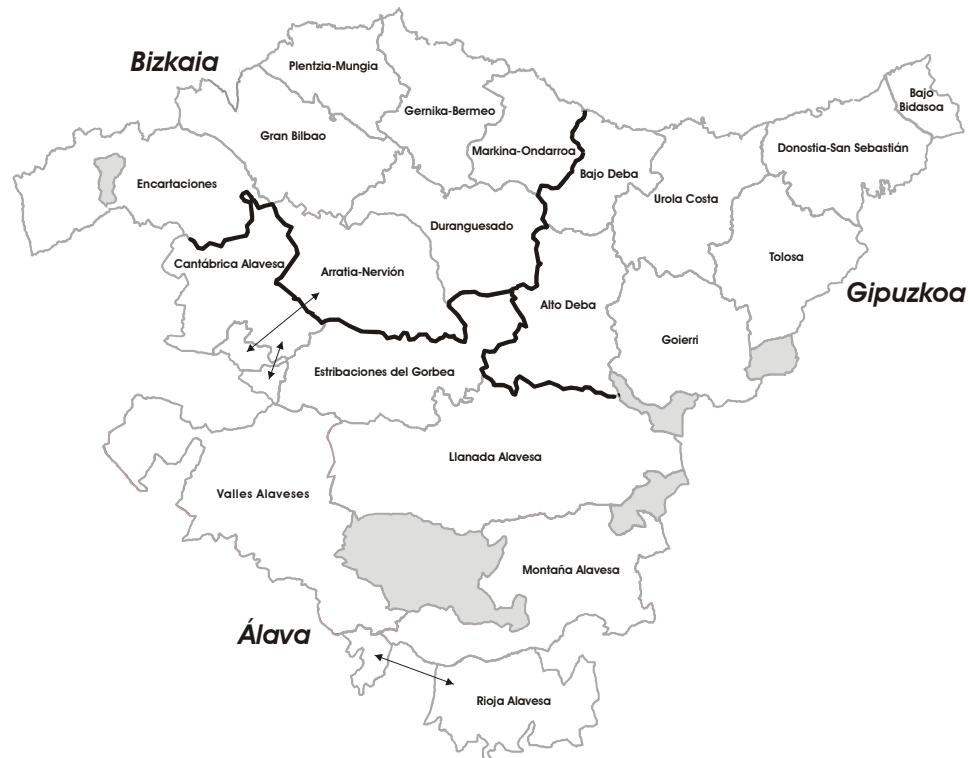 Bizkaia
Plentzia-Mungia
Gernika-Bermeo
Gran Bilbao
Markina-Ondarroa
Bajo
Bidasoa
Donostia-San Sebastián
Encartaciones
Bajo Deba
Urola Costa
Duranguesado
Tolosa
Cantábrica Alavesa
Arratia-Nervión
Alto Deba
Gipuzkoa
Goierri
Estribaciones del Gorbea
Llanada Alavesa
Valles Alaveses
Montaña Alavesa
Álava
Rioja Alavesa